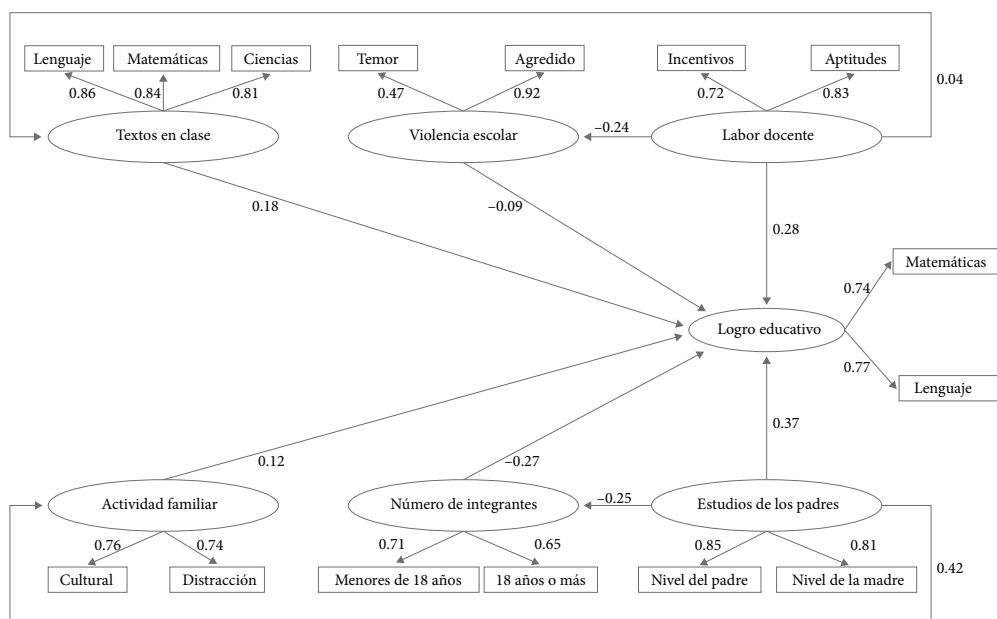 Lenguaje Matemáticas Ciencias Temor Agredido Incentivos Aptitudes
0.86 0.84 0.81 0.47 0.92 0.72 0.83 0.04
Textos en clase Violencia escolar –0.24 Labor docente
0.18 –0.09 0.28
Matemáticas
0.74
Logro educativo
0.77
Lenguaje
0.37
0.12 –0.27
Actividad familiar Número de integrantes –0.25 Estudios de los padres
0.76 0.74 0.71 0.65 0.85 0.81 0.42
Cultural Distracción Menores de 18 años 18 años o más Nivel del padre Nivel de la madre